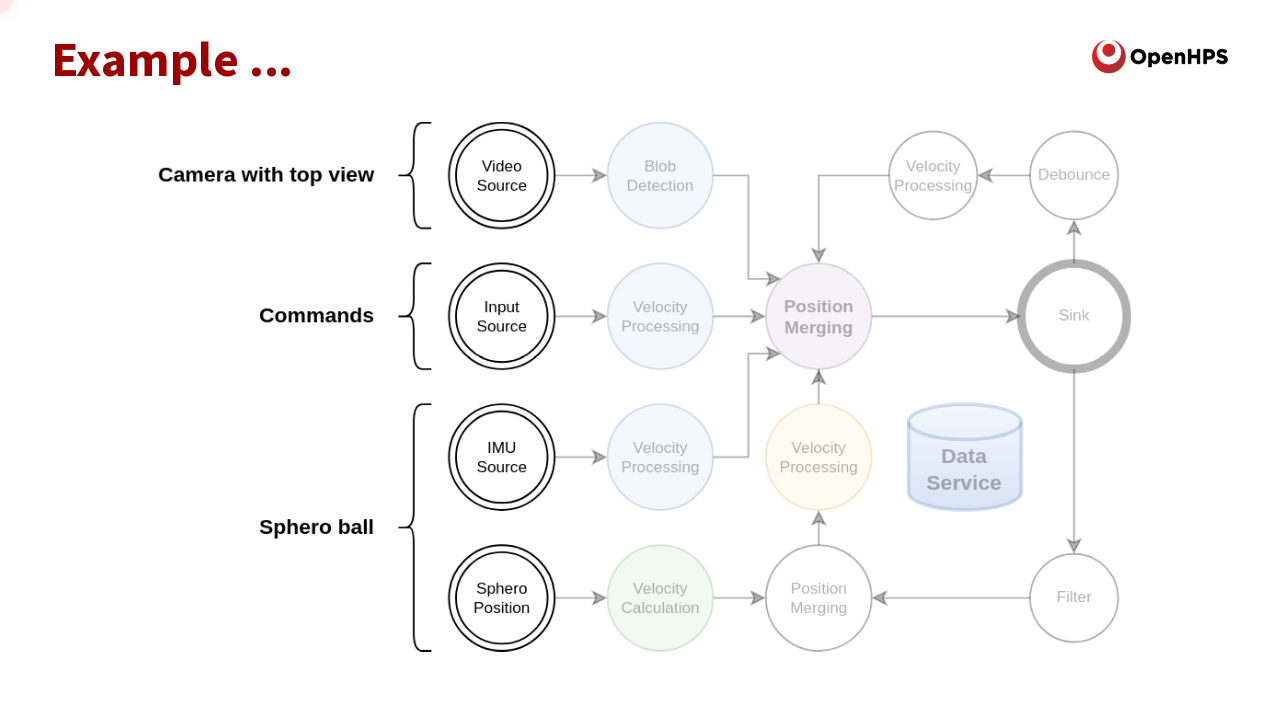 Example ...
OpenHPS
Camera with top view
Video
Source
Blob
Detection
Velocity
Processing
Debounce
Commands
Input
Source
Velocity
Processing
Position
Merging
Sink
Sphero ball
IMU
Source
Velocity
Processing
Velocity
Processing
Data
Service
Sphero
Position
Velocity
Calculation
Position
Merging
Filter